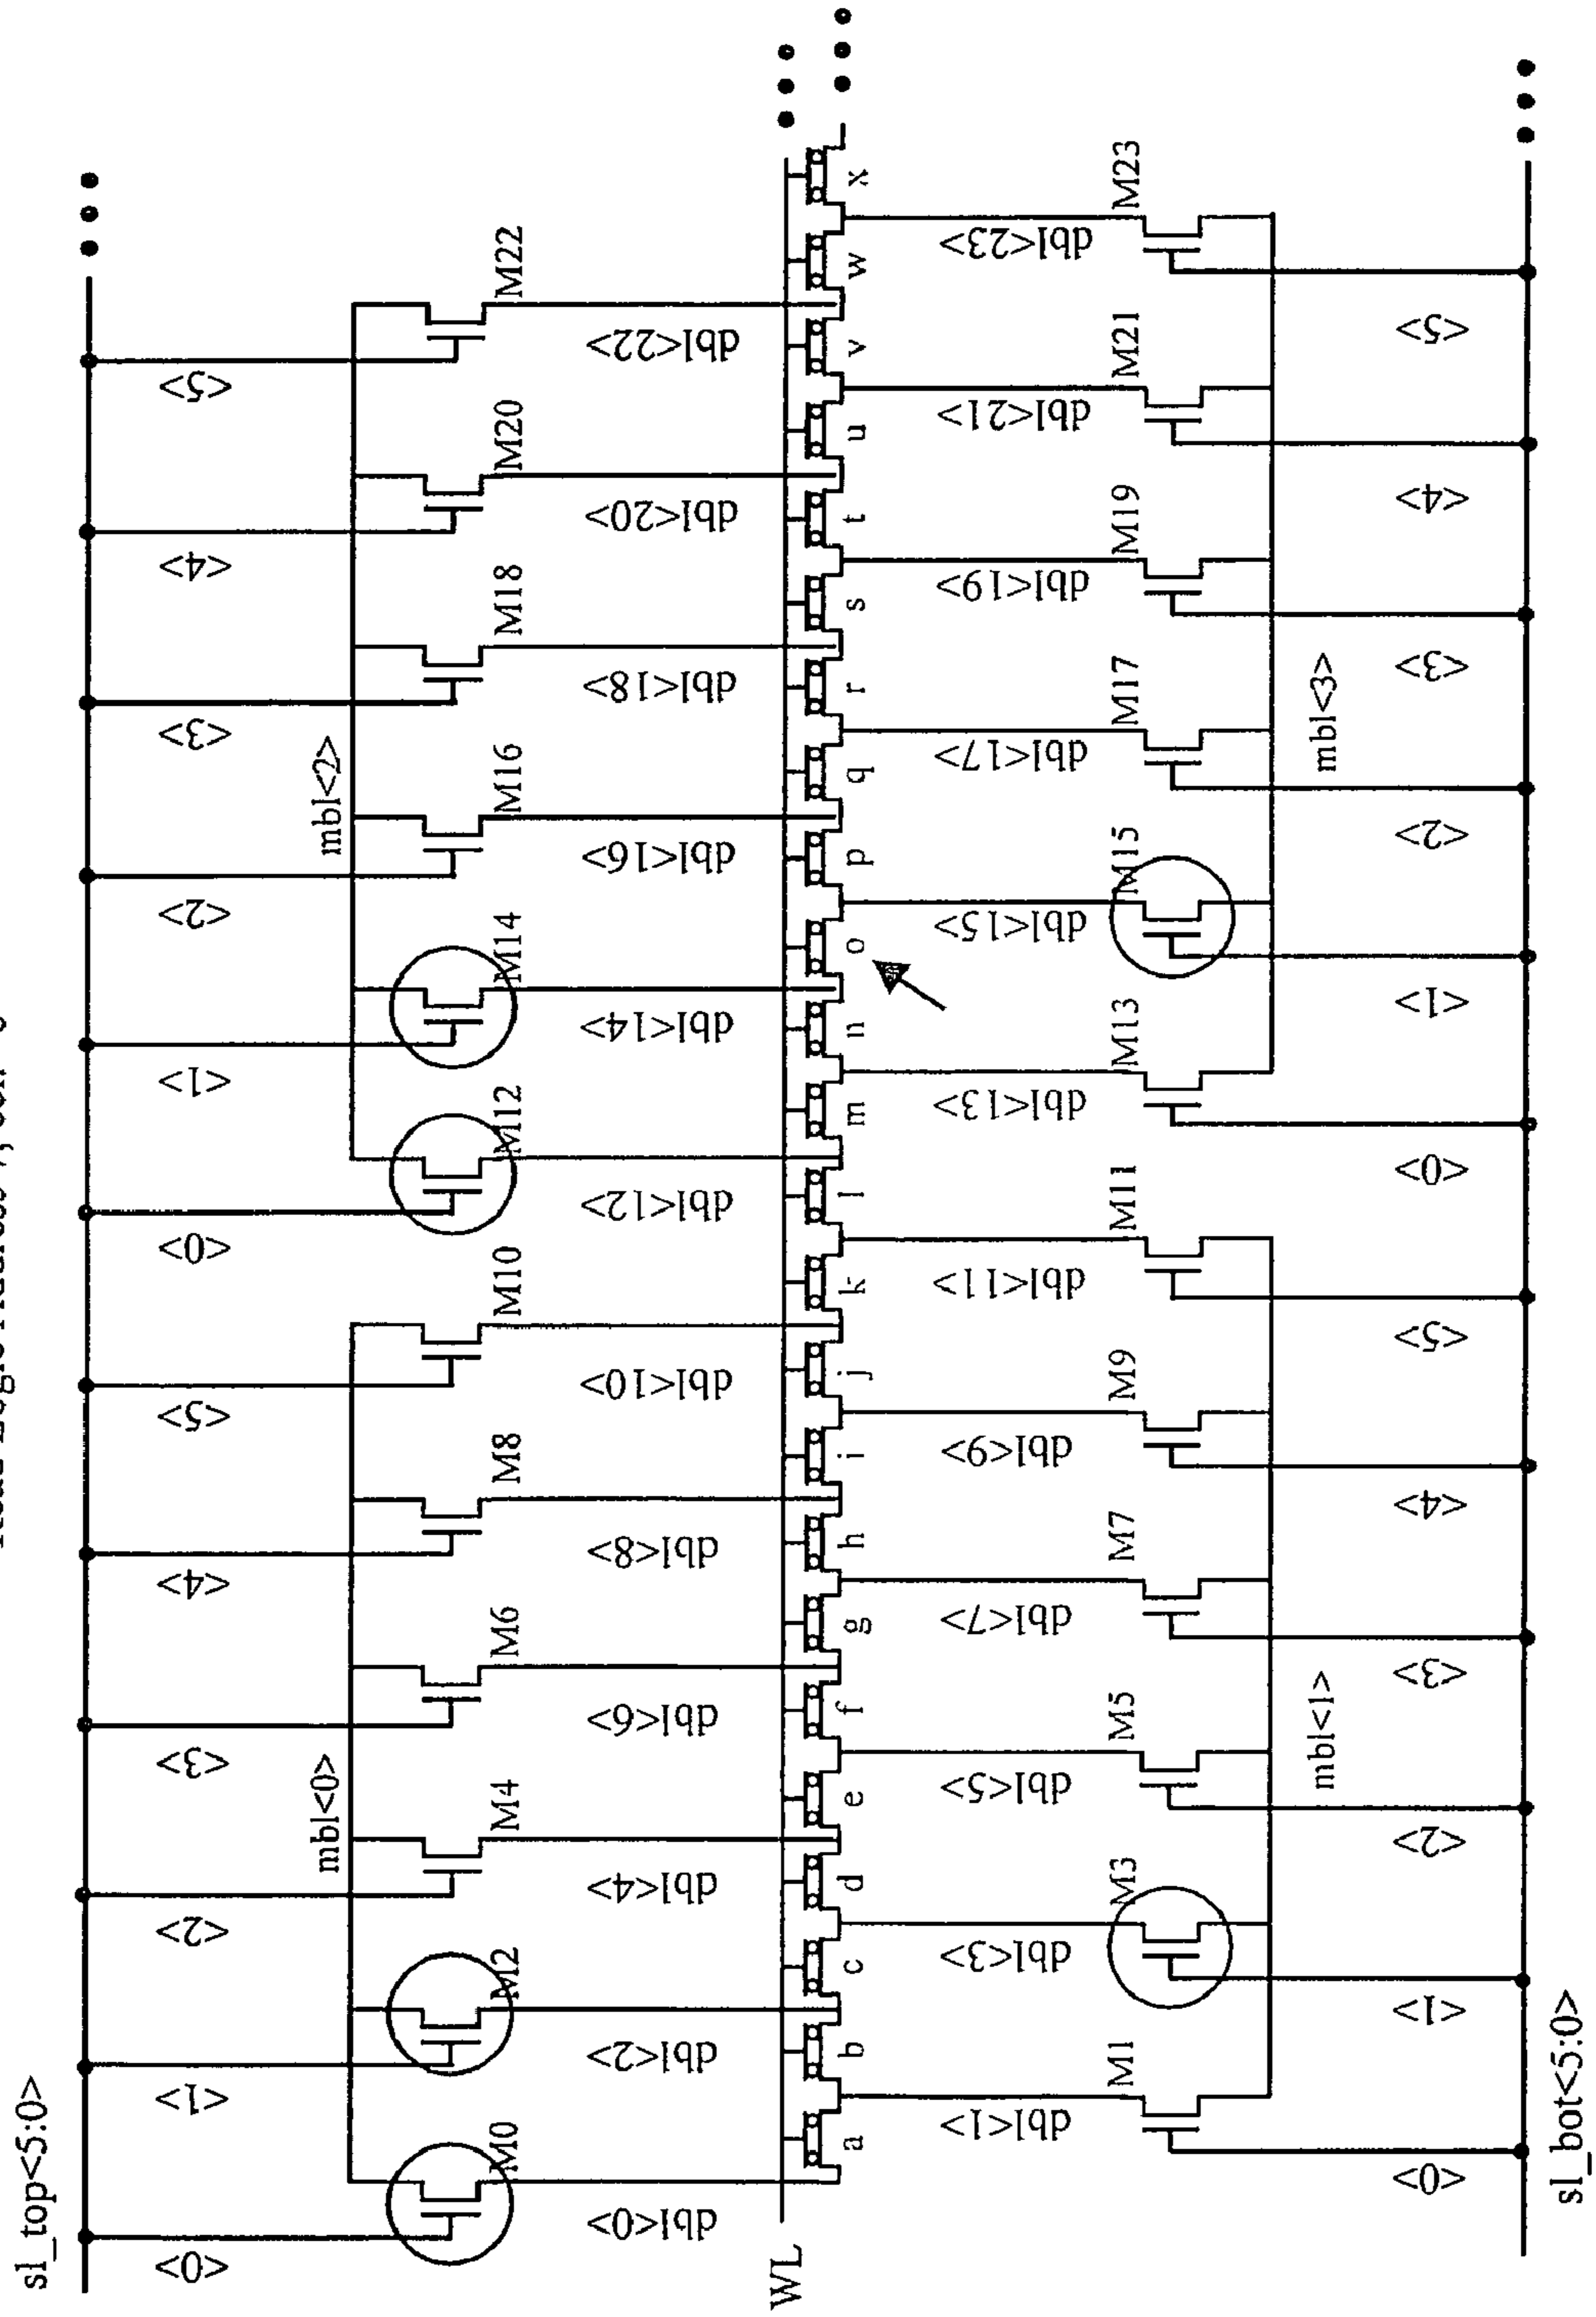 sl_top<5:0>
<0> <1> <2> <3> <4> <5> <0> <1> <2> <3> <4> <5>
mbl<0> mbl<2>
M0 M2 M4 M6 M8 M10 M12 M14 M16 M18 M20 M22
dbl<0> dbl<2> dbl<4> dbl<6> dbl<8> dbl<10> dbl<12> dbl<14> dbl<16> dbl<18> dbl<20> dbl<22>
WL
a b c d e f g h i j k l m n o p q r s t u v w x
dbl<1> dbl<3> dbl<5> dbl<7> dbl<9> dbl<11> dbl<13> dbl<15> dbl<17> dbl<19> dbl<21> dbl<23>
M1 M3 M5 M7 M9 M11 M13 M15 M17 M19 M21 M23
mbl<1> mbl<3>
<0> <1> <2> <3> <4> <5> <0> <1> <2> <3> <4> <5>
sl_bot<5:0>